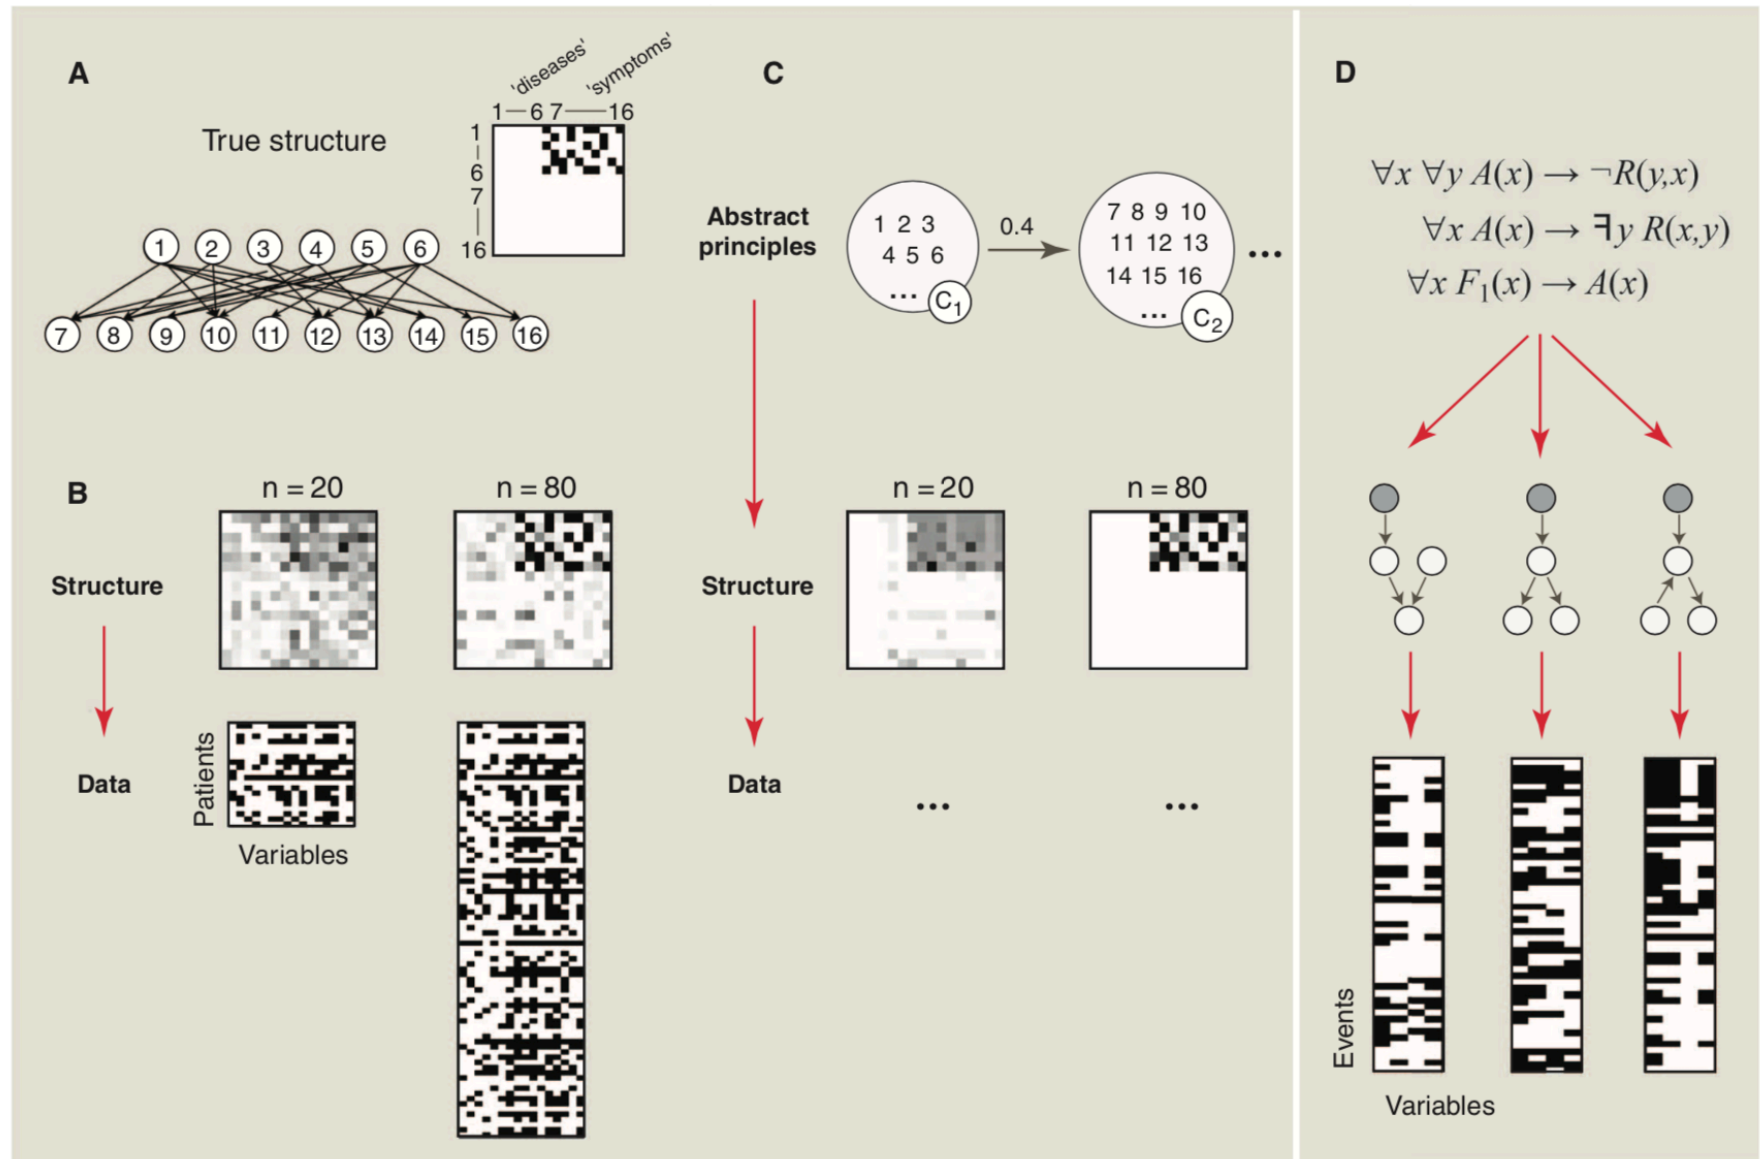 A
'diseases'
'symptoms'
1—6 7——16
True structure
1
6
7
16
1 2 3 4 5 6
7 8 9 10 11 12 13 14 15 16
B
n = 20
n = 80
Structure
Data
Patients
Variables
C
Abstract
principles
1 2 3
4 5 6
...
C₁
0.4
7 8 9 10
11 12 13
14 15 16
...
C₂
...
n = 20
n = 80
Structure
Data
...
...
D
∀x ∀y A(x) → ¬R(y,x)
∀x A(x) → ∃y R(x,y)
∀x F₁(x) → A(x)
Events
Variables